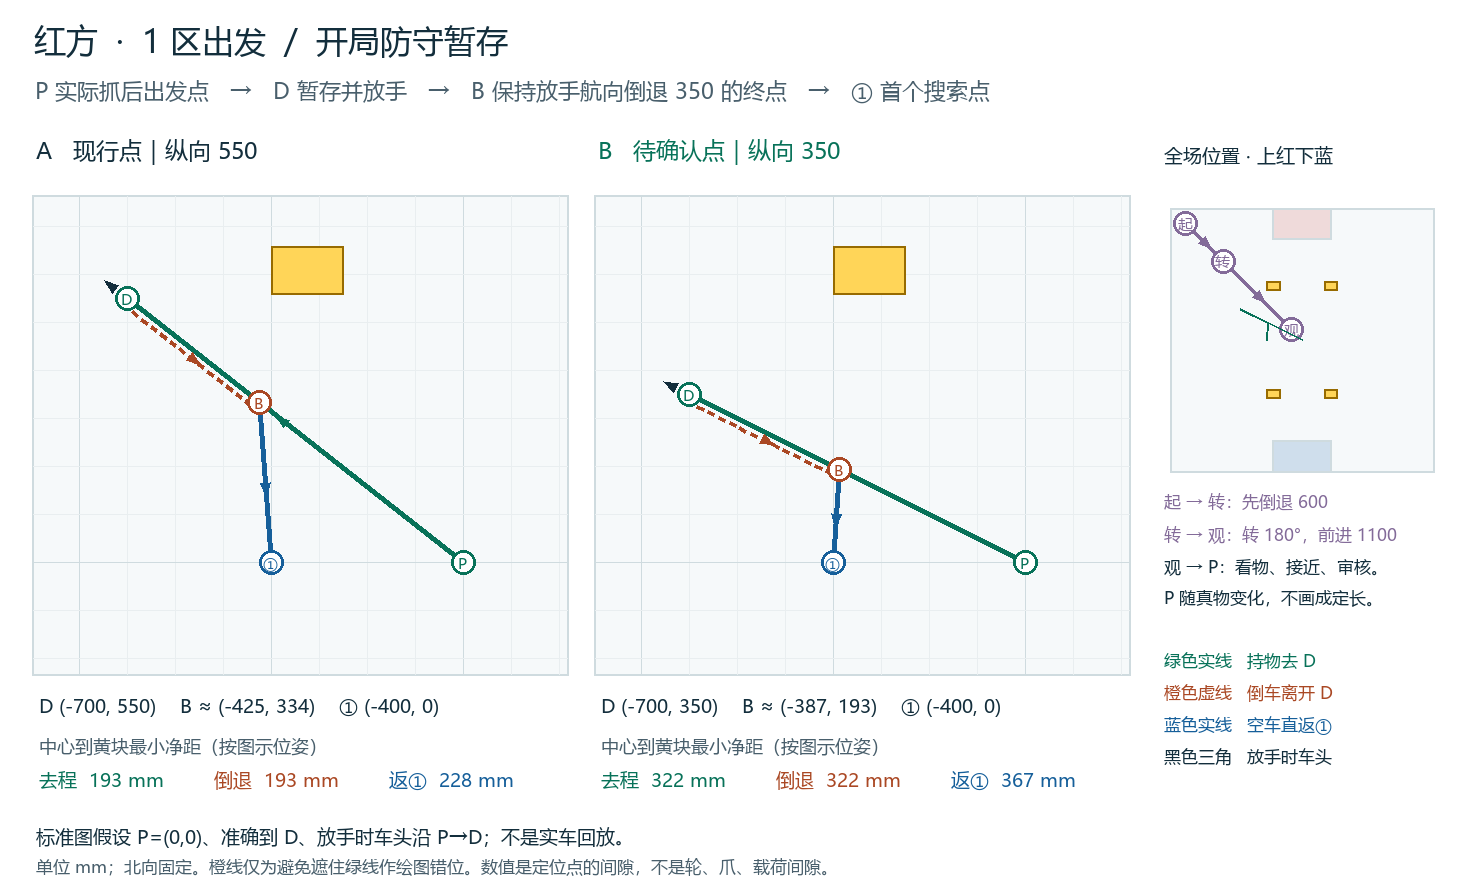 红方 · 1 区出发 / 开局防守暂存
P 实际抓后出发点 → D 暂存并放手 → B 保持放手航向倒退 350 的终点 → ① 首个搜索点
A 现行点 | 纵向 550
D
B
①
P
D (-700, 550) B ≈ (-425, 334) ① (-400, 0)
中心到黄块最小净距（按图示位姿）
去程 193 mm 倒退 193 mm 返① 228 mm
B 待确认点 | 纵向 350
D
B
①
P
D (-700, 350) B ≈ (-387, 193) ① (-400, 0)
中心到黄块最小净距（按图示位姿）
去程 322 mm 倒退 322 mm 返① 367 mm
全场位置 · 上红下蓝
起
转
观
起 → 转：先倒退 600
转 → 观：转 180°，前进 1100
观 → P：看物、接近、审核。
P 随真物变化，不画成定长。
绿色实线 持物去 D
橙色虚线 倒车离开 D
蓝色实线 空车直返①
黑色三角 放手时车头
标准图假设 P=(0,0)、准确到 D、放手时车头沿 P→D；不是实车回放。
单位 mm；北向固定。橙线仅为避免遮住绿线作绘图错位。数值是定位点的间隙，不是轮、爪、载荷间隙。